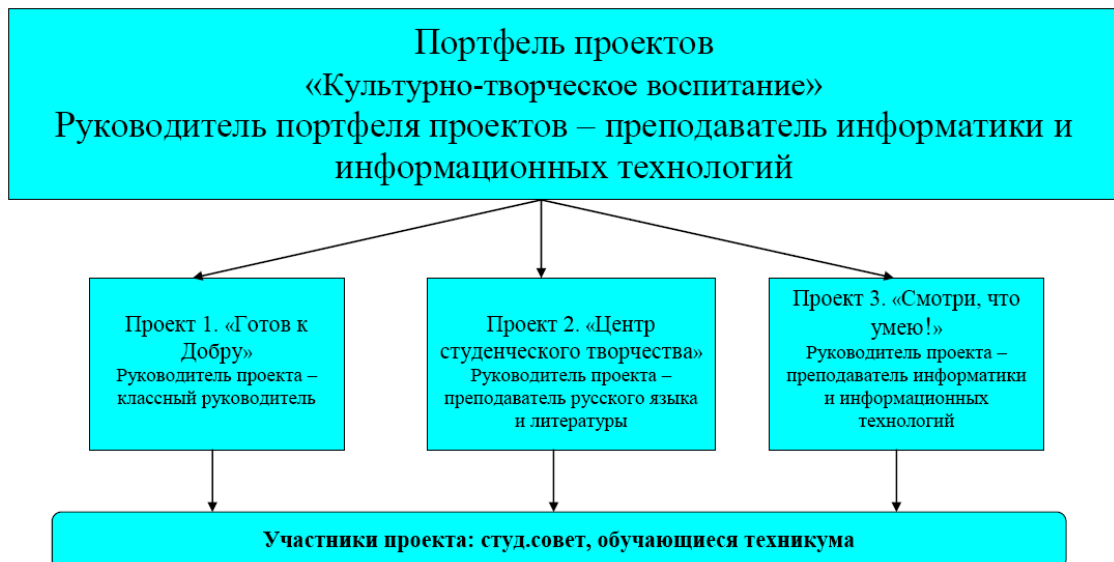 Портфель проектов
«Культурно-творческое воспитание»
Руководитель портфеля проектов – преподаватель информатики и
информационных технологий
Проект 1. «Готов к
Добру»
Руководитель проекта –
классный руководитель
Проект 2. «Центр
студенческого творчества»
Руководитель проекта –
преподаватель русского языка
и литературы
Проект 3. «Смотри, что
умею!»
Руководитель проекта –
преподаватель информатики
и информационных
технологий
Участники проекта: студ.совет, обучающиеся техникума